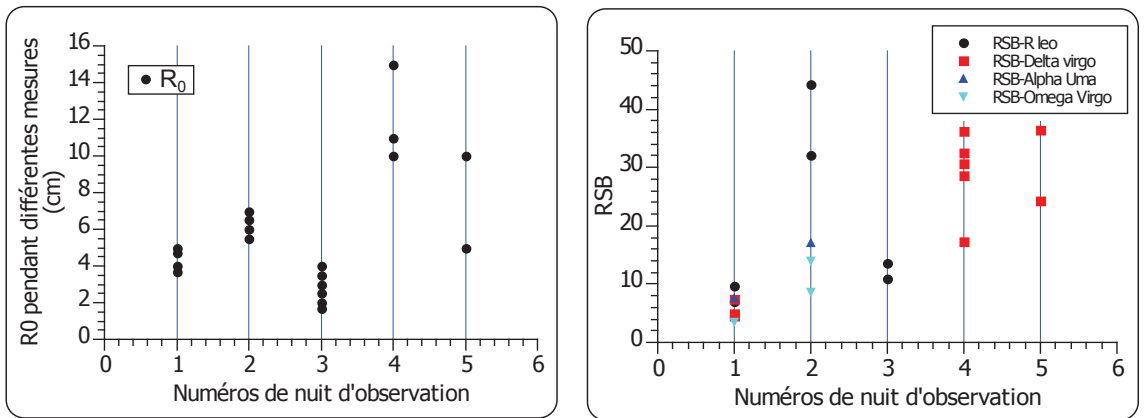 16
14
12
10
8
6
4
2
0
R₀
R0 pendant différentes mesures
(cm)
0 1 2 3 4 5 6
Numéros de nuit d'observation
50
40
30
20
10
0
RSB
RSB-R leo
RSB-Delta virgo
RSB-Alpha Uma
RSB-Omega Virgo
0 1 2 3 4 5 6
Numéros de nuit d'observation